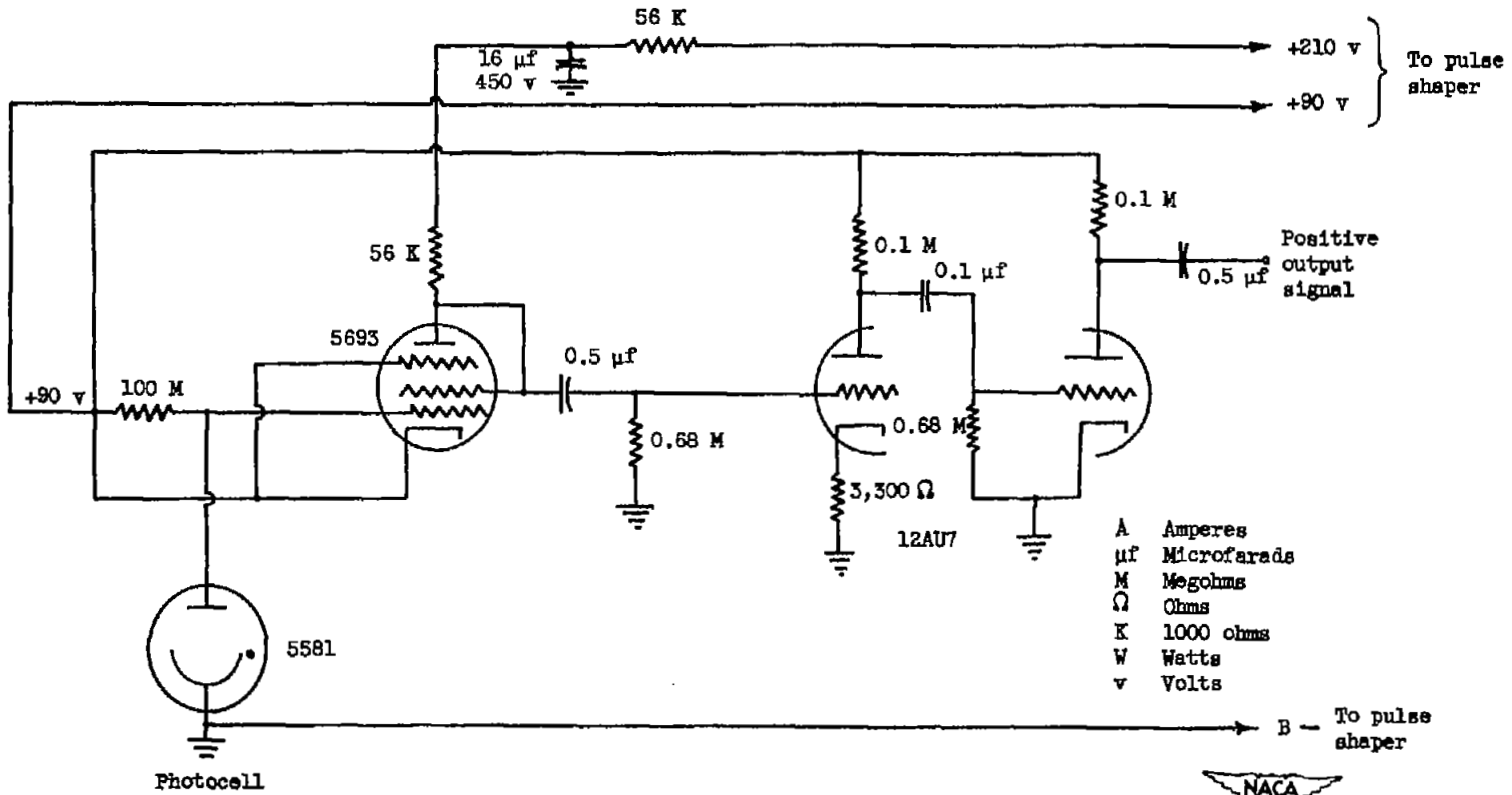 56 K
16 μf
450 v
+210 v
+90 v
To pulse
shaper
56 K
0.1 M
0.1 M
0.1 μf
0.5 μf
Positive
output
signal
5693
0.5 μf
+90 v
100 M
0.68 M
0.68 M
3,300 Ω
12AU7
A Amperes
μf Microfarads
M Megohms
Ω Ohms
K 1000 ohms
W Watts
v Volts
5581
B — To pulse
shaper
Photocell
NACA